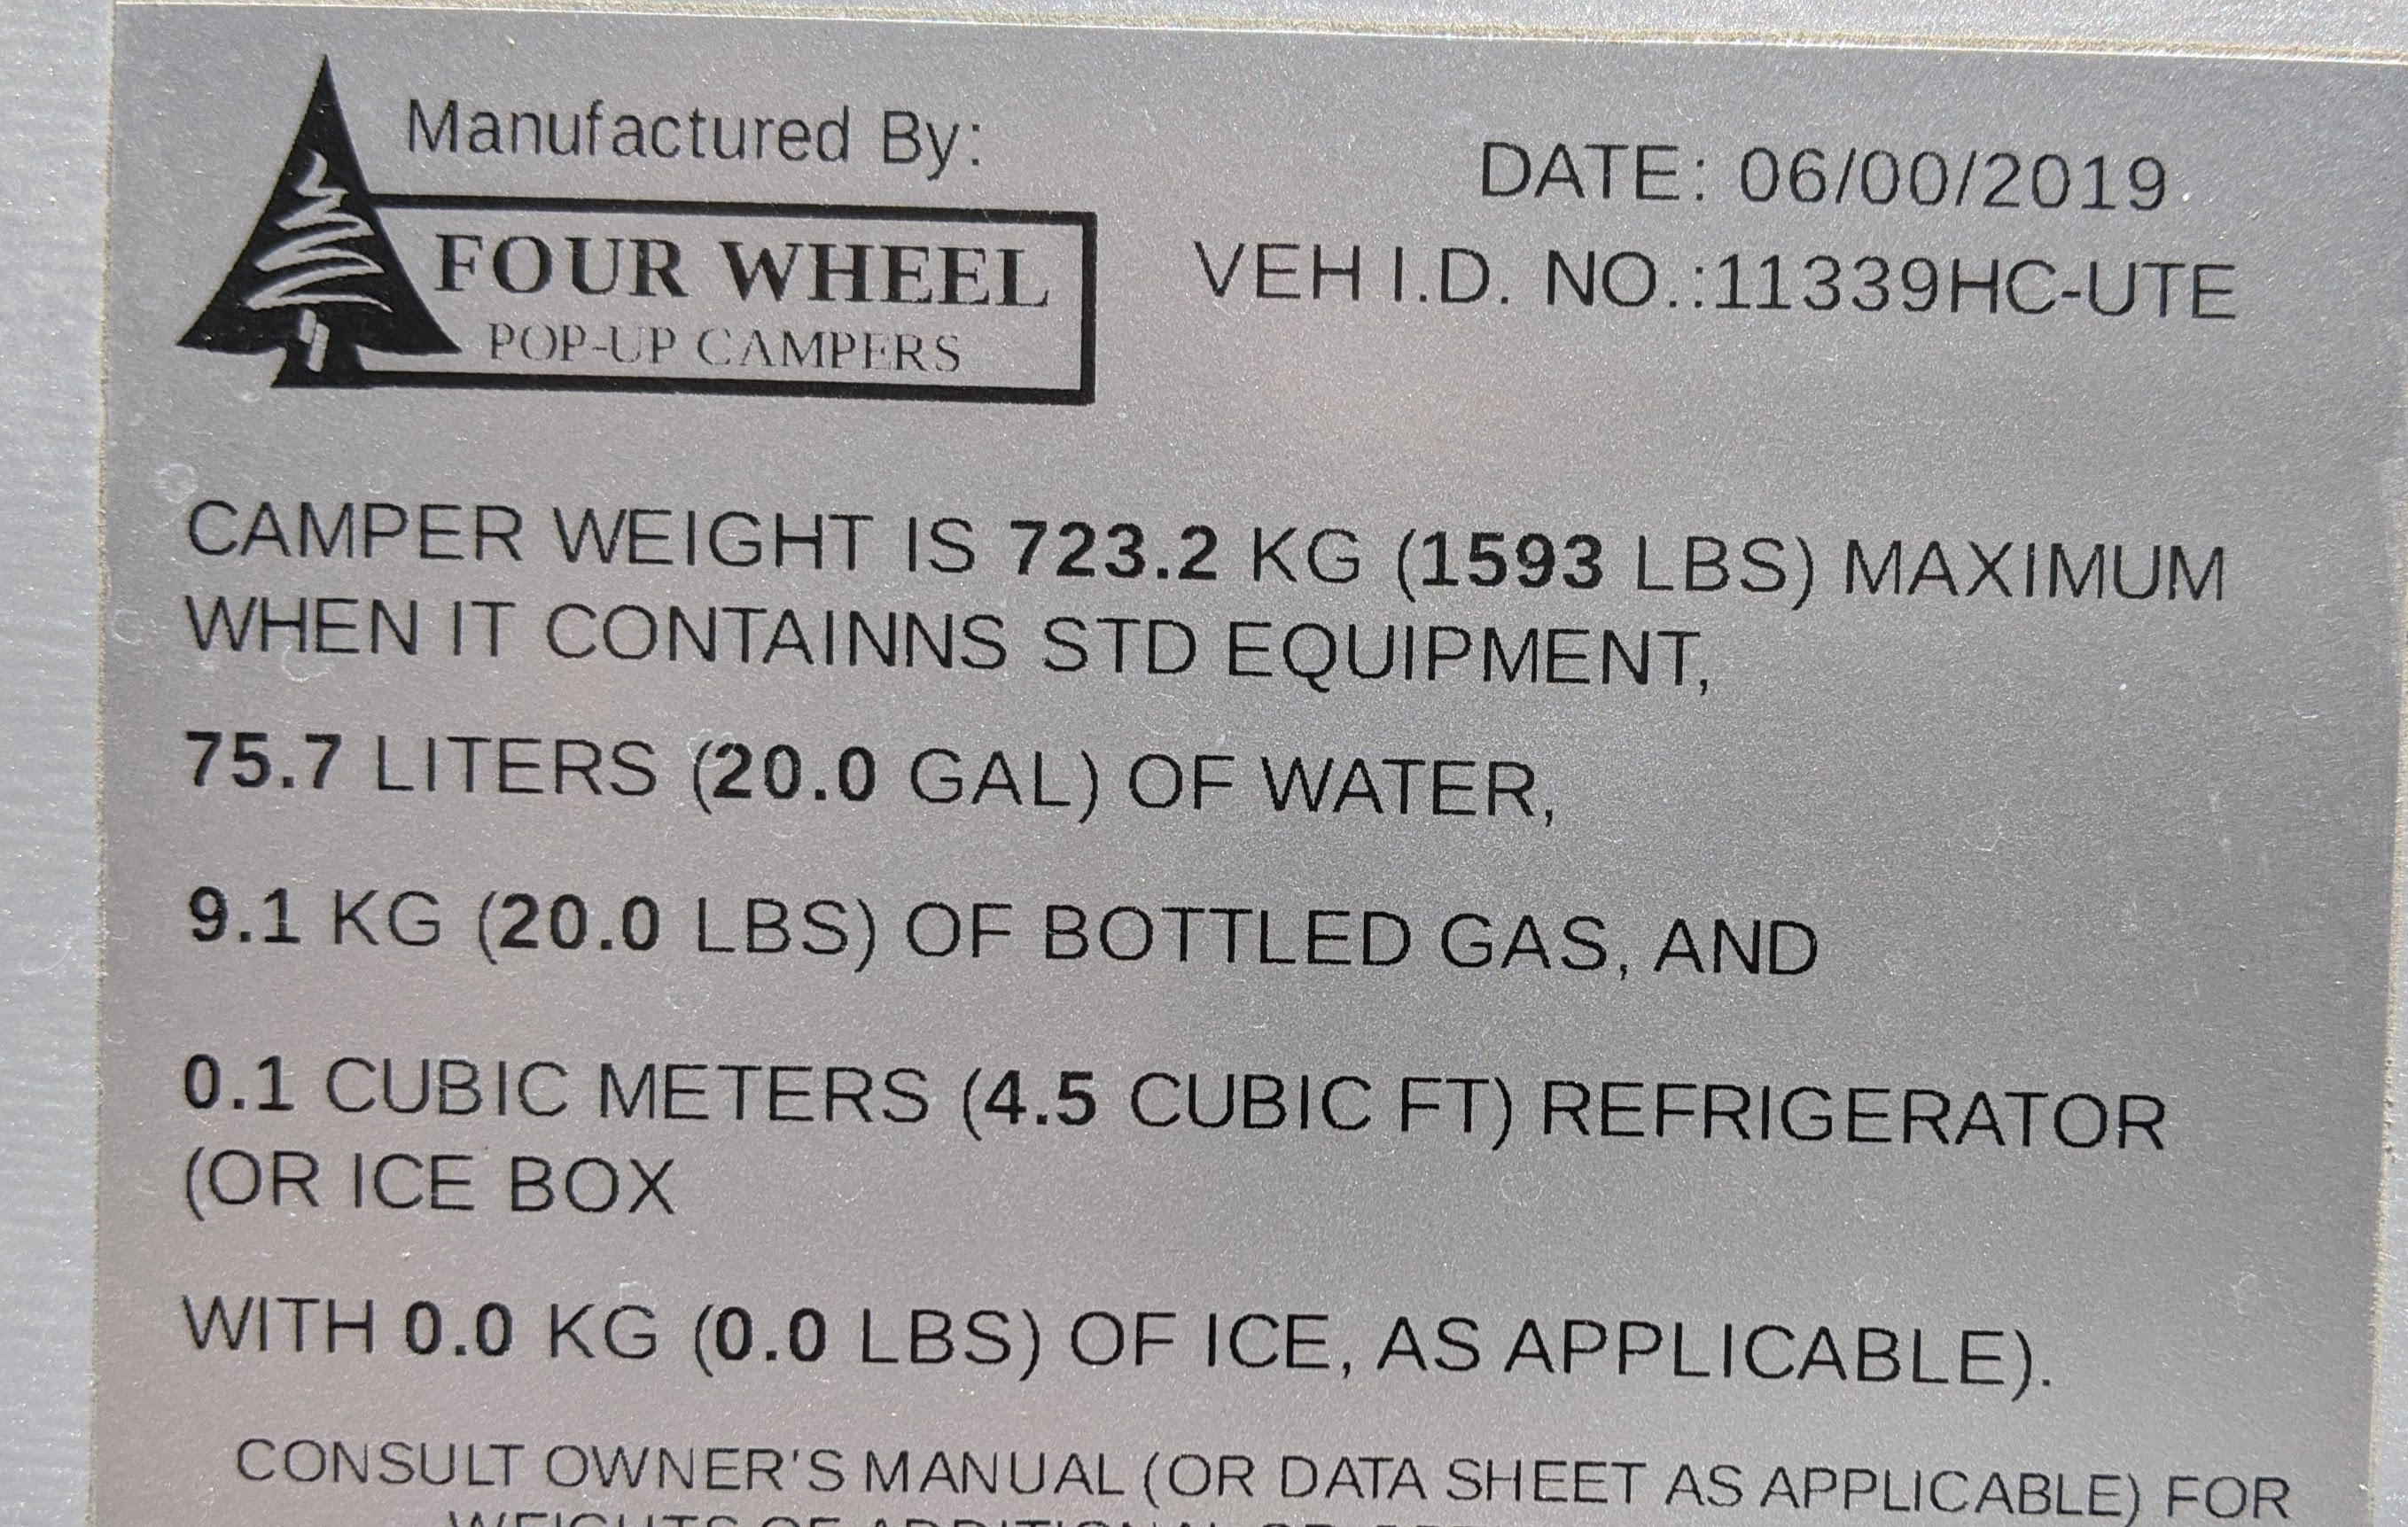 Manufactured By:
FOUR WHEEL
POP-UP CAMPERS
DATE: 06/00/2019
VEH I.D. NO.:11339HC-UTE
CAMPER WEIGHT IS 723.2 KG (1593 LBS) MAXIMUM
WHEN IT CONTAINNS STD EQUIPMENT,
75.7 LITERS (20.0 GAL) OF WATER,
9.1 KG (20.0 LBS) OF BOTTLED GAS, AND
0.1 CUBIC METERS (4.5 CUBIC FT) REFRIGERATOR
(OR ICE BOX
WITH 0.0 KG (0.0 LBS) OF ICE, AS APPLICABLE).
CONSULT OWNER'S MANUAL (OR DATA SHEET AS APPLICABLE) FOR
WEIGHTS OF ADDITIONAL OR